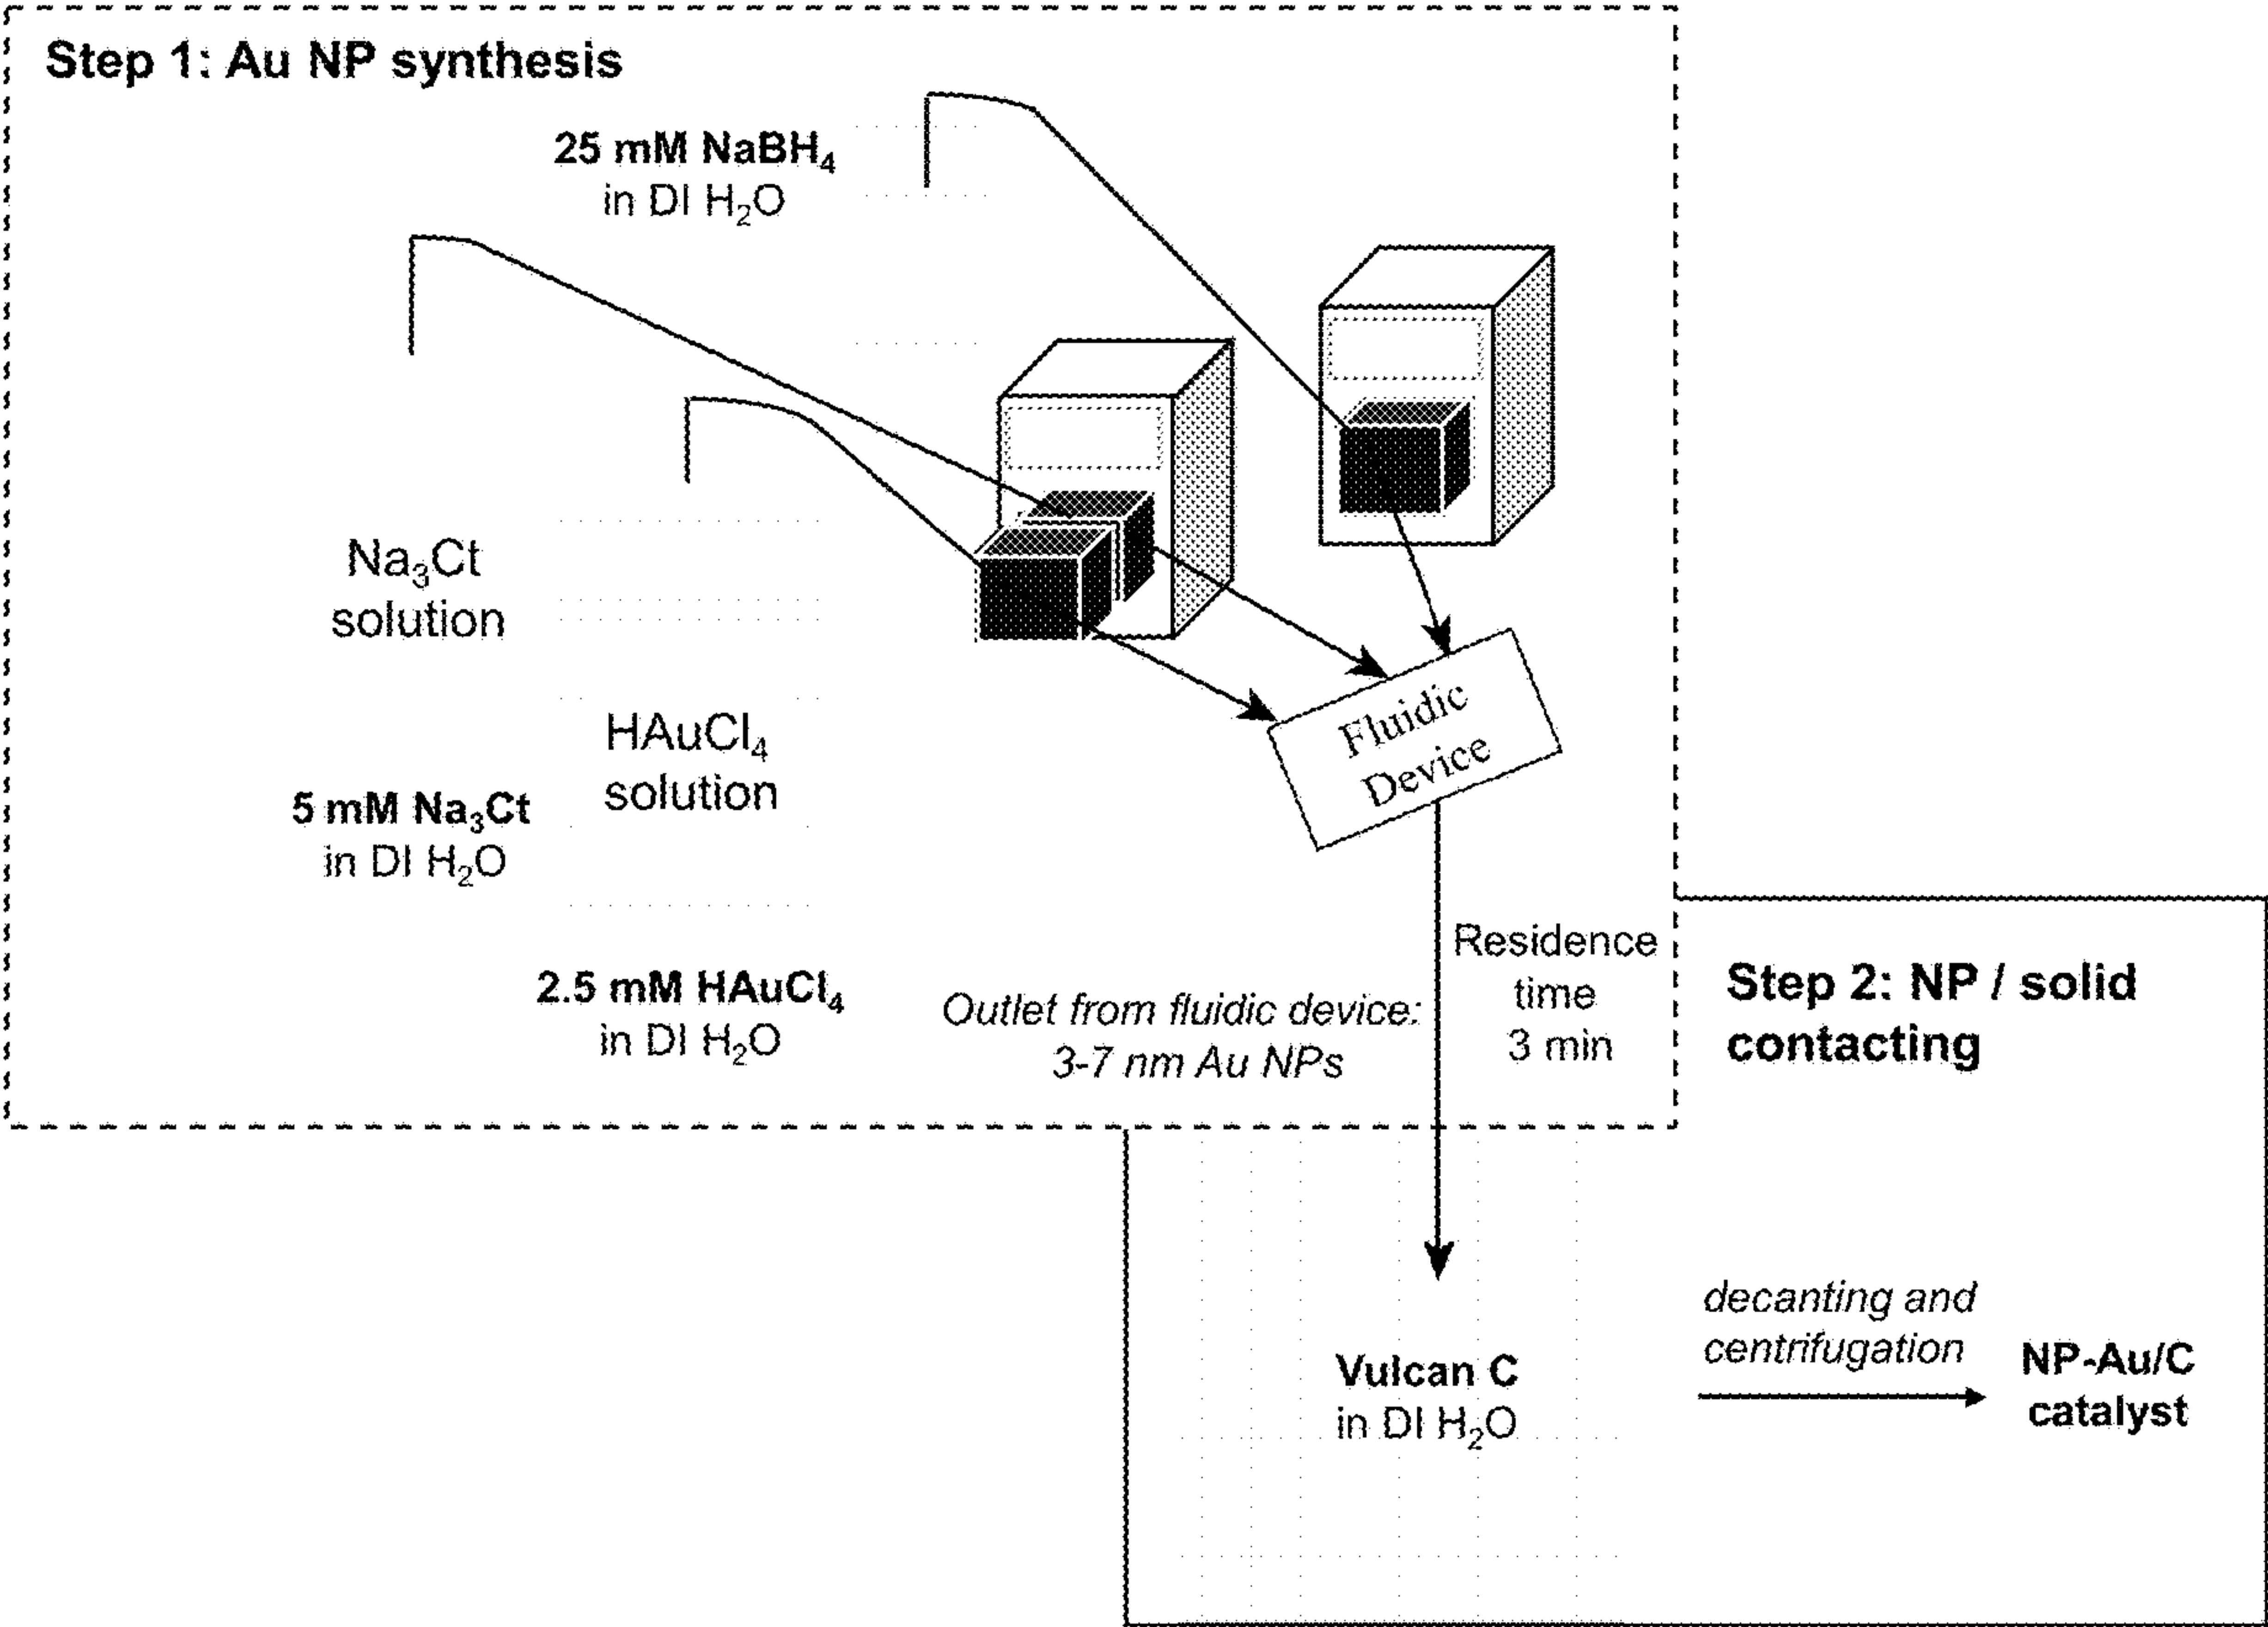 Step 1: Au NP synthesis
25 mM NaBH₄
in DI H₂O
Na₃Ct
solution
HAuCl₄
solution
5 mM Na₃Ct
in DI H₂O
2.5 mM HAuCl₄
in DI H₂O
Fluidic
Device
Outlet from fluidic device:
3-7 nm Au NPs
Residence
time
3 min
Step 2: NP / solid
contacting
Vulcan C
in DI H₂O
decanting and
centrifugation
NP-Au/C
catalyst